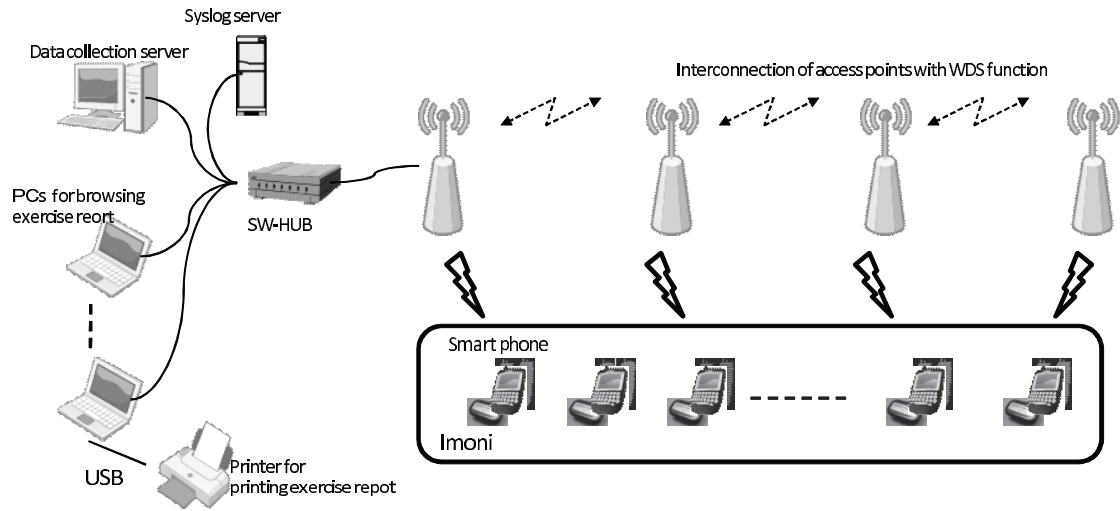 Syslog server
Data collection server
Interconnection of access points with WDS function
PCs for browsing
exercise reort
SW-HUB
Smart phone
Imoni
USB
Printer for
printing exercise repot